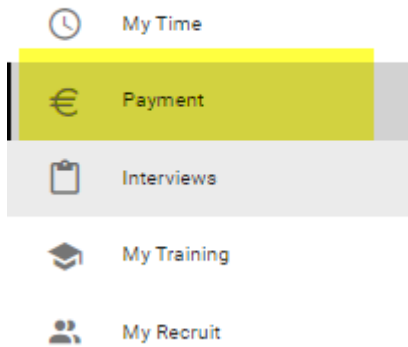 My Time
Payment
Interviews
My Training
My Recruit